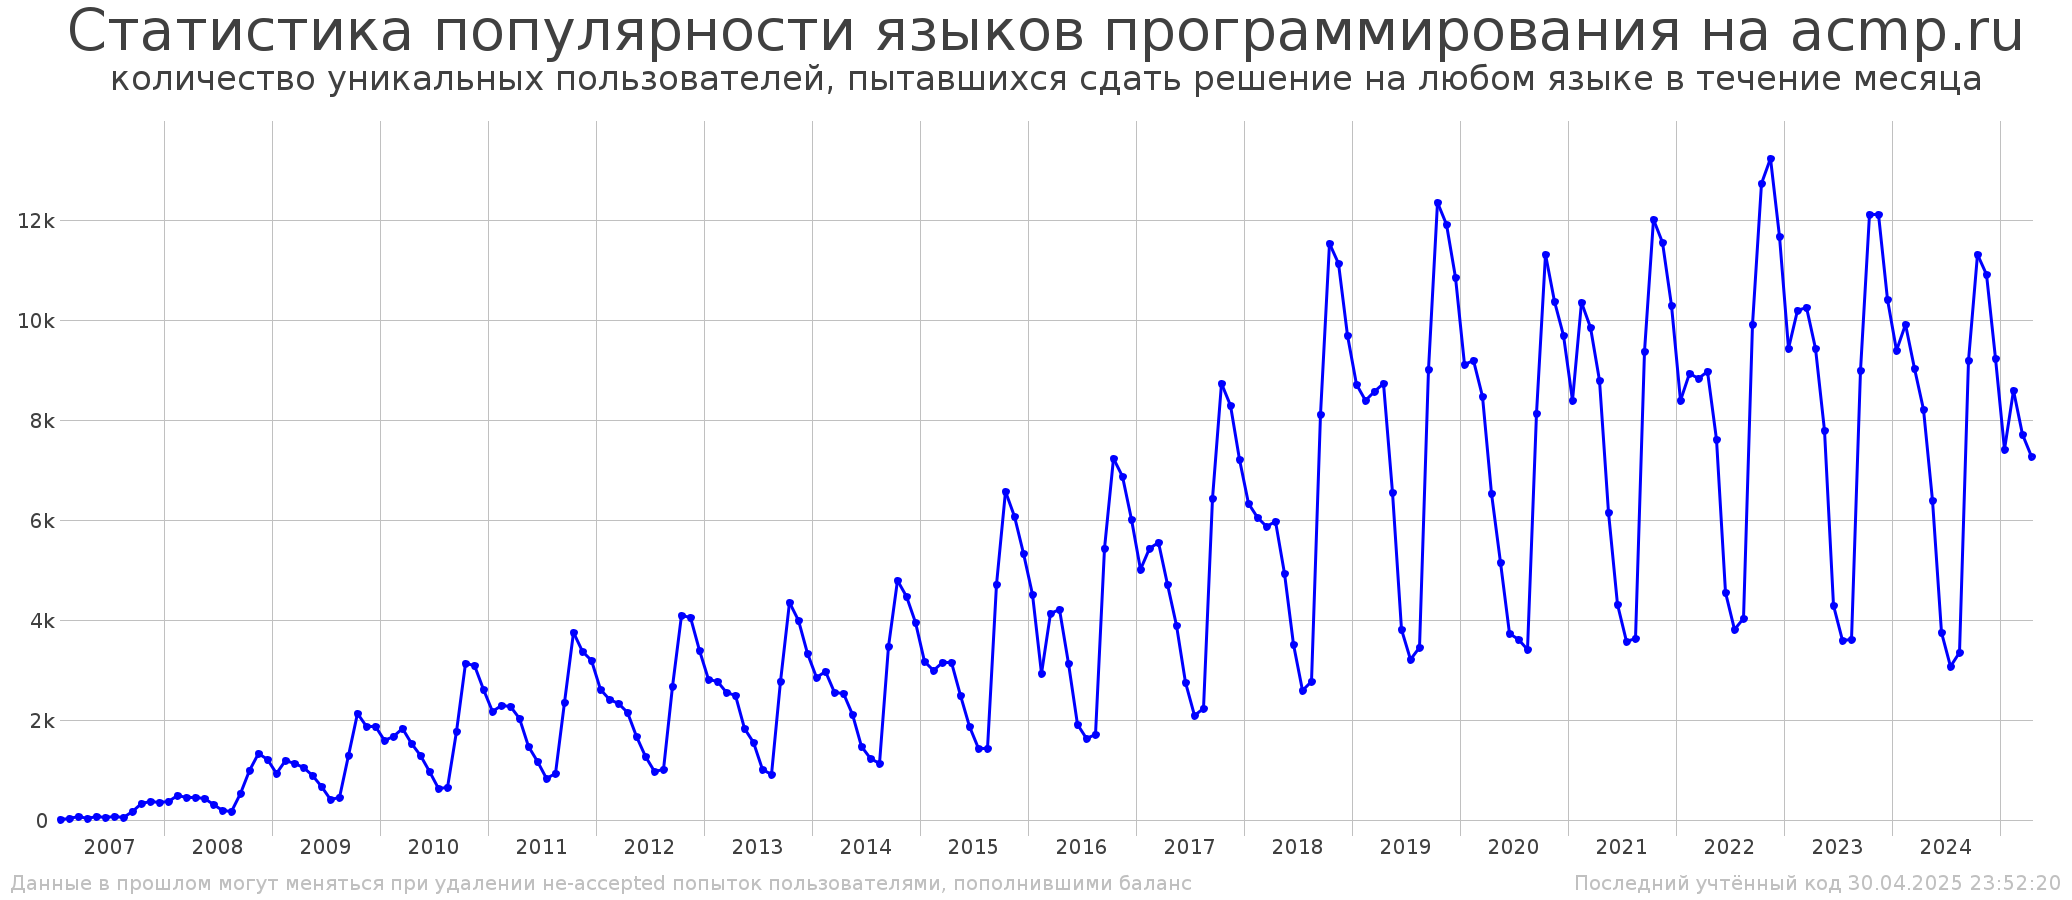 Статистика популярности языков программирования на acmp.ru
количество уникальных пользователей, пытавшихся сдать решение на любом языке в течение месяца
12k
10k
8k
6k
4k
2k
0
2007 2008 2009 2010 2011 2012 2013 2014 2015 2016 2017 2018 2019 2020 2021 2022 2023 2024
Данные в прошлом могут меняться при удалении не-accepted попыток пользователями, пополнившими баланс
Последний учтённый код 30.04.2025 23:52:20